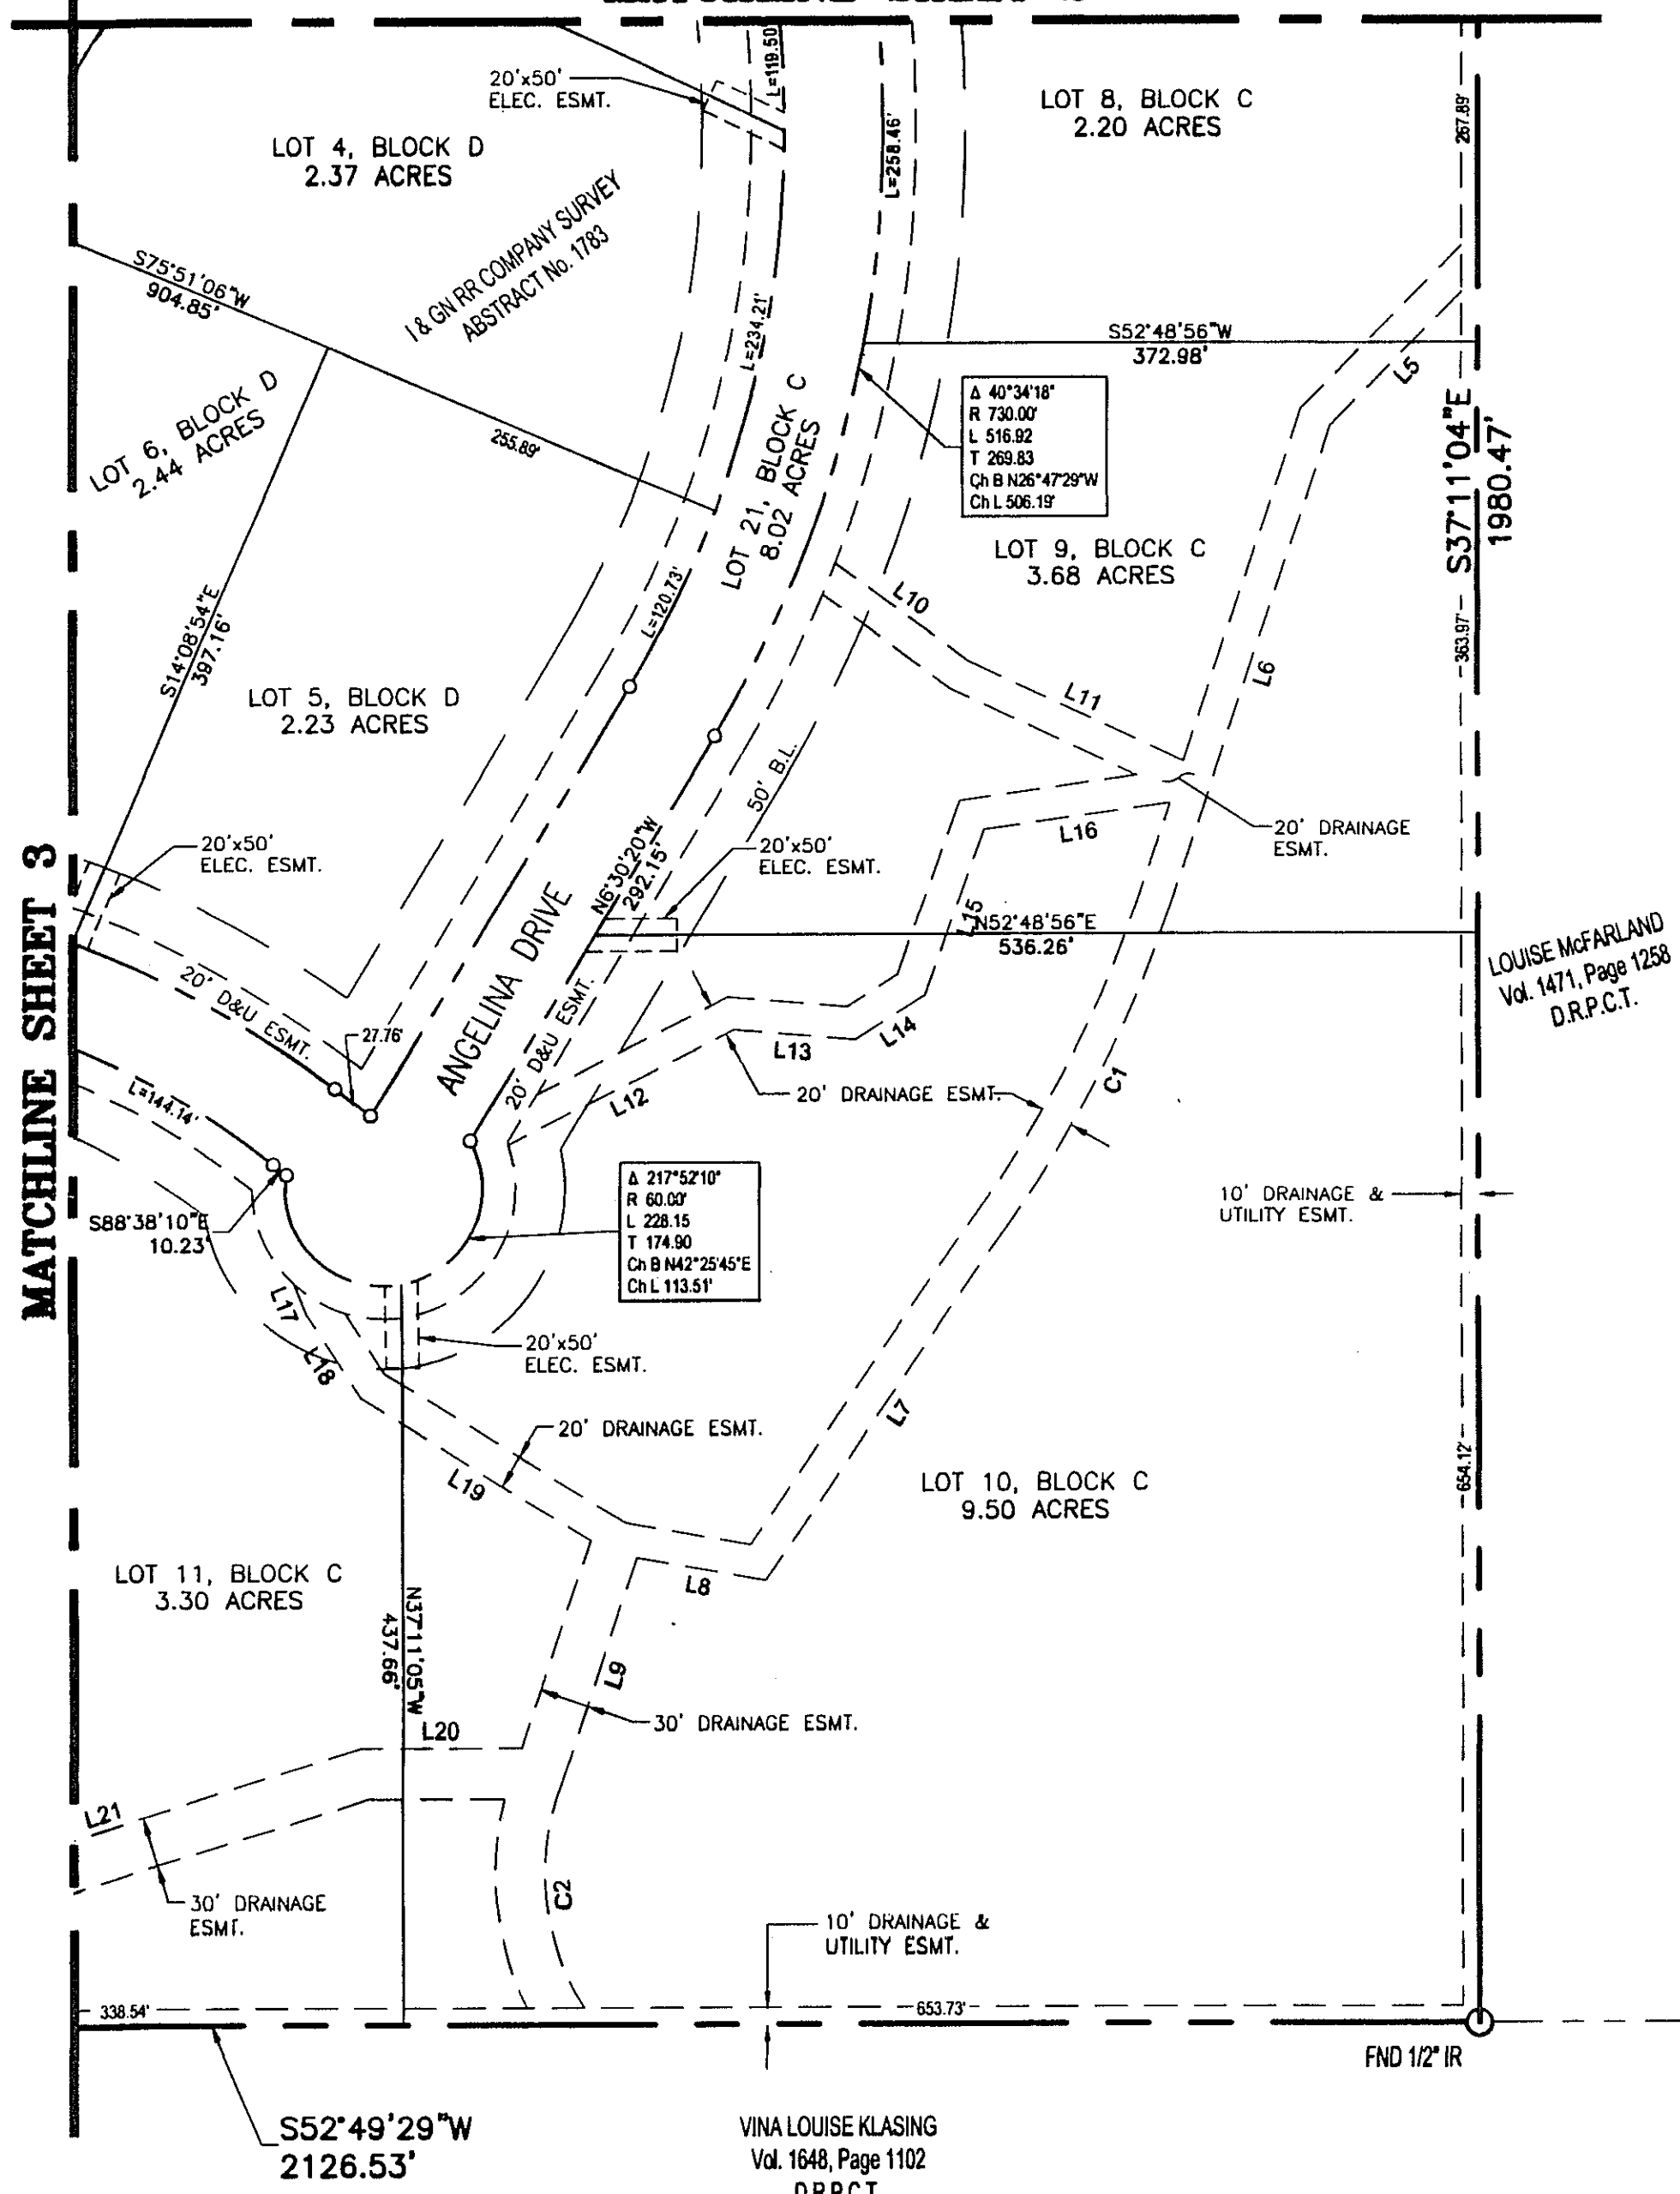 L=119.50'
20'x50'
ELEC. ESMT.
LOT 8, BLOCK C
2.20 ACRES
267.89'
L=258.46'
LOT 4, BLOCK D
2.37 ACRES
I & GN RR COMPANY SURVEY
ABSTRACT No. 1783
S75°51'06"W
904.85'
L=234.21'
S52°48'56"W
372.98'
L5
Δ 40°34'18"
R 730.00'
L 516.92
T 269.83
Ch B N26°47'29"W
Ch L 506.19'
S37°11'04"E
1980.47'
LOT 6, BLOCK D
2.44 ACRES
255.89'
LOT 21, BLOCK C
8.02 ACRES
LOT 9, BLOCK C
3.68 ACRES
L10
L=120.73'
S14°08'54"E
397.16'
363.97'
L6
LOT 5, BLOCK D
2.23 ACRES
L11
50' B.L.
20'x50'
ELEC. ESMT.
20'x50'
ELEC. ESMT.
L16
20' DRAINAGE
ESMT.
MATCHLINE SHEET 3
N6°30'20"W
292.15'
L15
N52°48'56"E
536.26'
LOUISE McFARLAND
Vol. 1471, Page 1258
D.R.P.C.T.
20' D&U ESMT.
ANGELINA DRIVE
27.76'
20' D&U ESMT.
L13
L14
L=144.14'
L12
20' DRAINAGE ESMT.
C1
Δ 217°52'10"
R 60.00'
L 228.15
T 174.90
Ch B N42°25'45"E
Ch L 113.51'
S88°38'10"E
10.23'
10' DRAINAGE &
UTILITY ESMT.
L17
L18
20'x50'
ELEC. ESMT.
L7
20' DRAINAGE ESMT.
L19
654.12'
LOT 10, BLOCK C
9.50 ACRES
LOT 11, BLOCK C
3.30 ACRES
L8
N37°11'05"W
437.66'
L9
30' DRAINAGE ESMT.
L20
L21
30' DRAINAGE
ESMT.
C2
10' DRAINAGE &
UTILITY ESMT.
338.54'
653.73'
FND 1/2" IR
S52°49'29"W
2126.53'
VINA LOUISE KLASING
Vol. 1648, Page 1102
D.R.P.C.T.